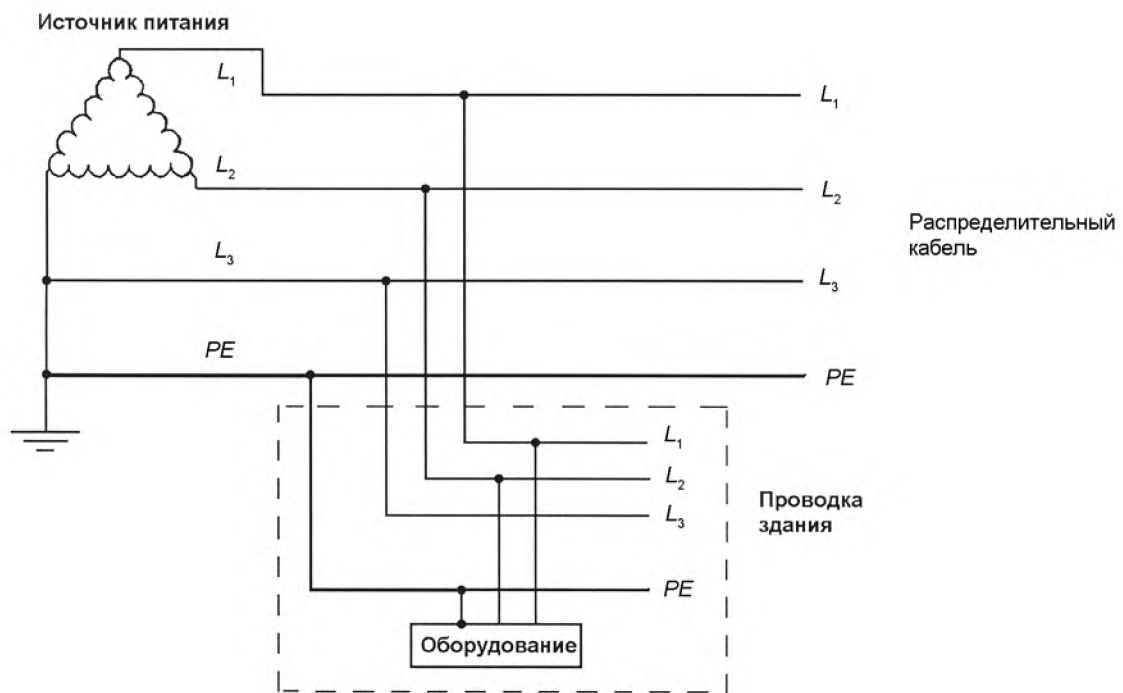 Источник питания
L1
L1
L2
L2
Распределительный
кабель
L3
L3
PE
PE
L1
L2
Проводка
здания
L3
PE
Оборудование